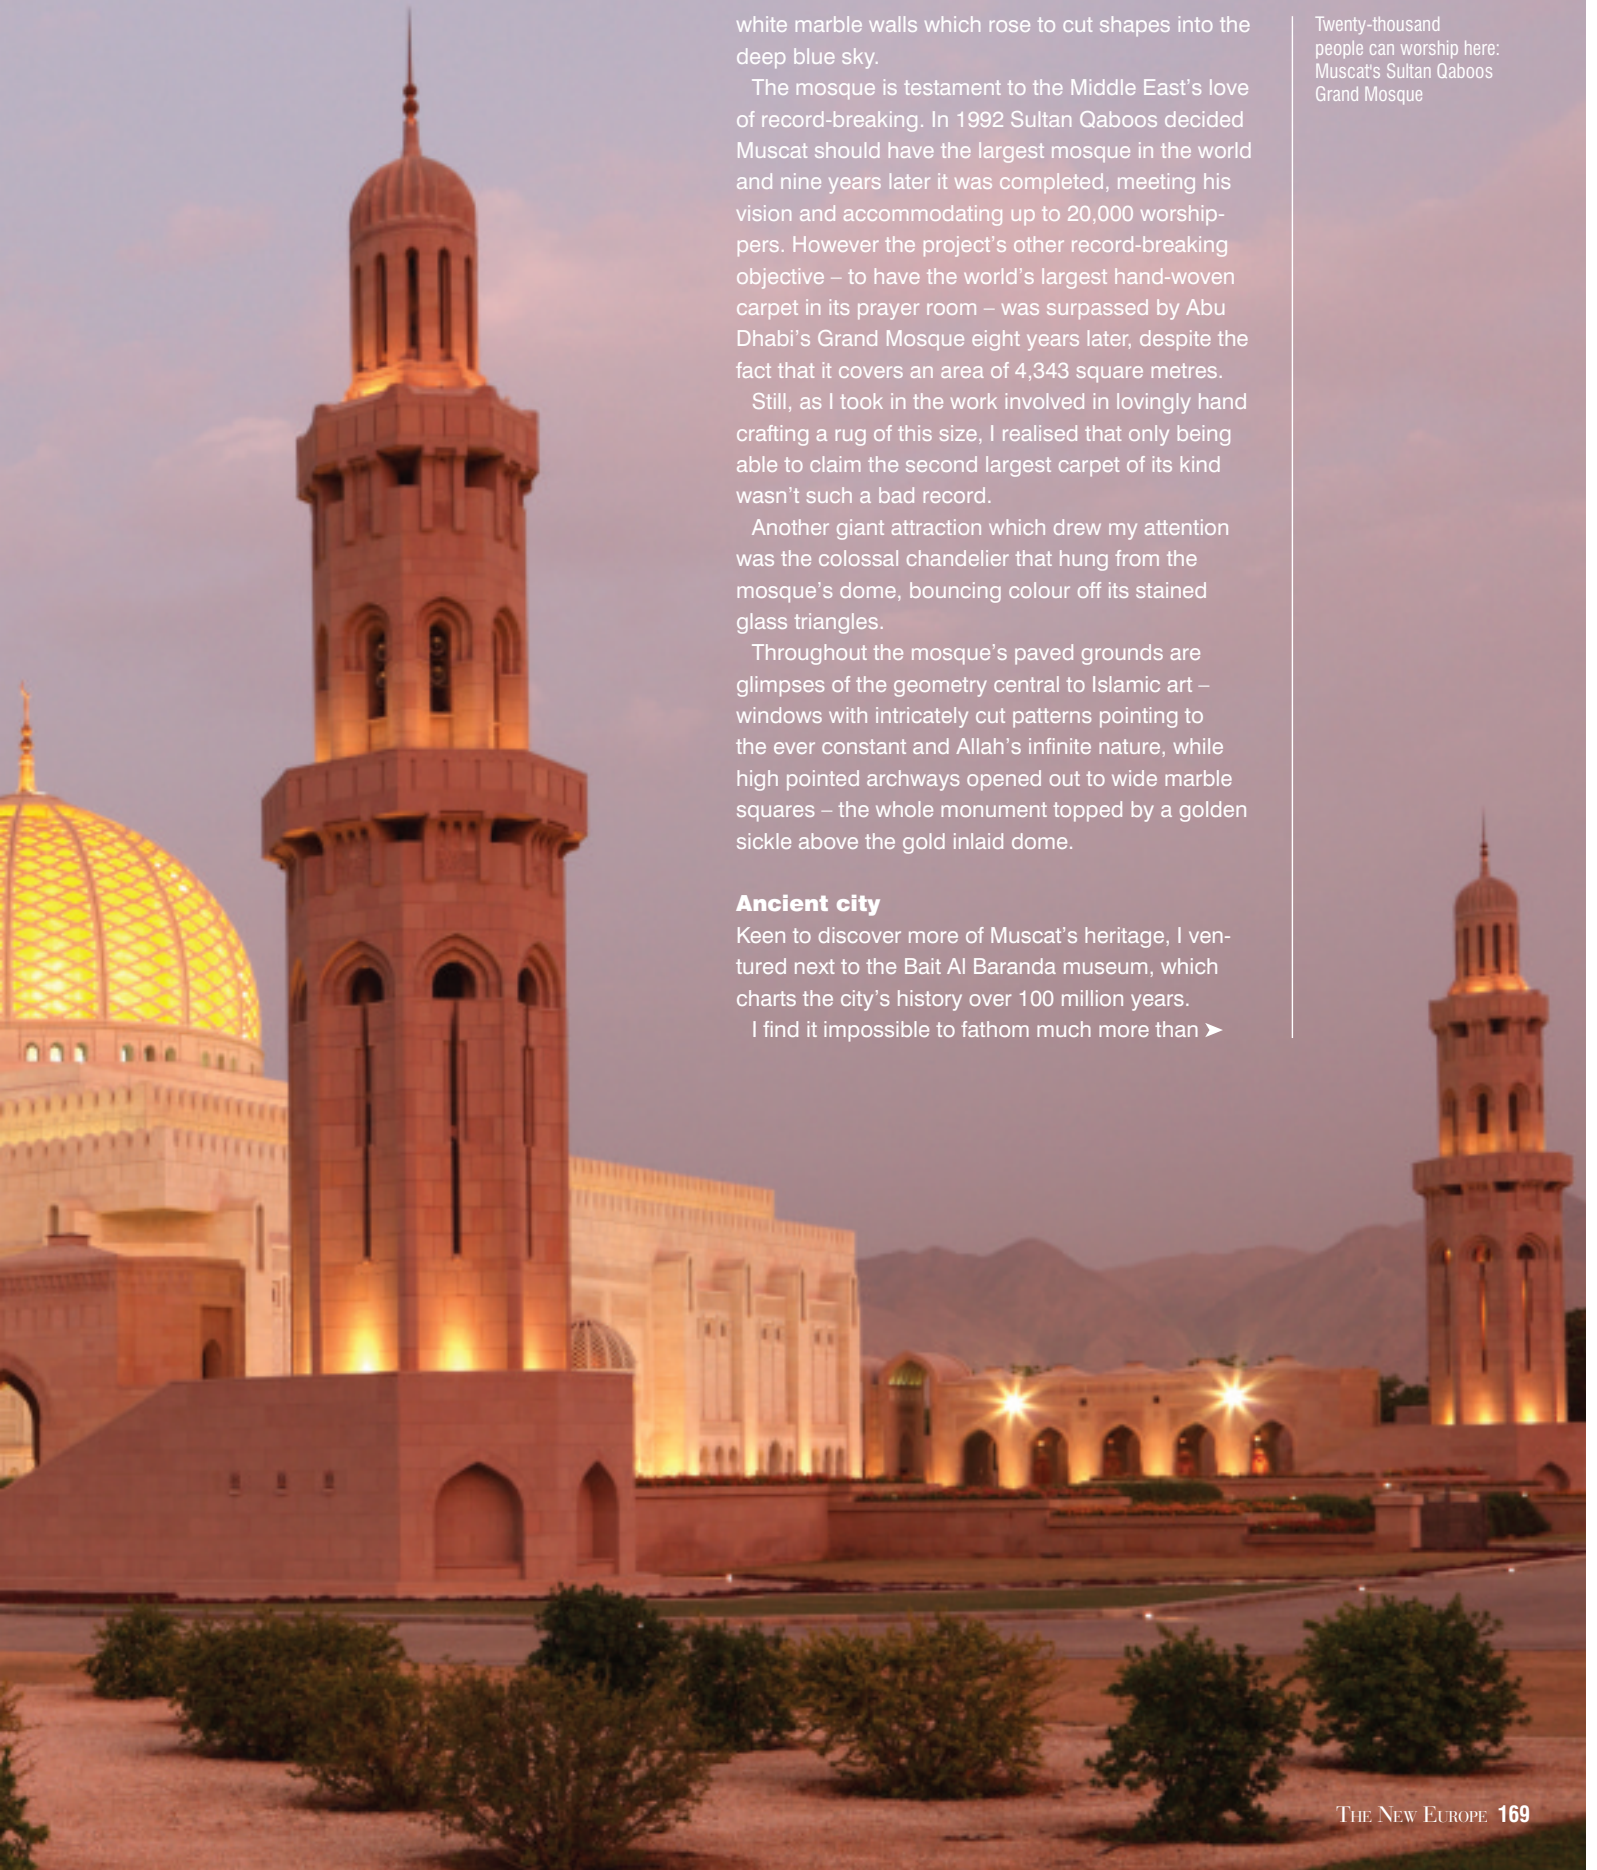 white marble walls which rose to cut shapes into the
deep blue sky.
The mosque is testament to the Middle East's love
of record-breaking. In 1992 Sultan Qaboos decided
Muscat should have the largest mosque in the world
and nine years later it was completed, meeting his
vision and accommodating up to 20,000 worship-
pers. However the project's other record-breaking
objective – to have the world's largest hand-woven
carpet in its prayer room – was surpassed by Abu
Dhabi's Grand Mosque eight years later, despite the
fact that it covers an area of 4,343 square metres.
Still, as I took in the work involved in lovingly hand
crafting a rug of this size, I realised that only being
able to claim the second largest carpet of its kind
wasn't such a bad record.
Another giant attraction which drew my attention
was the colossal chandelier that hung from the
mosque's dome, bouncing colour off its stained
glass triangles.
Throughout the mosque's paved grounds are
glimpses of the geometry central to Islamic art –
windows with intricately cut patterns pointing to
the ever constant and Allah's infinite nature, while
high pointed archways opened out to wide marble
squares – the whole monument topped by a golden
sickle above the gold inlaid dome.
Ancient city
Keen to discover more of Muscat's heritage, I ven-
tured next to the Bait Al Baranda museum, which
charts the city's history over 100 million years.
I find it impossible to fathom much more than ➤
Twenty-thousand
people can worship here:
Muscat's Sultan Qaboos
Grand Mosque
THE NEW EUROPE 169